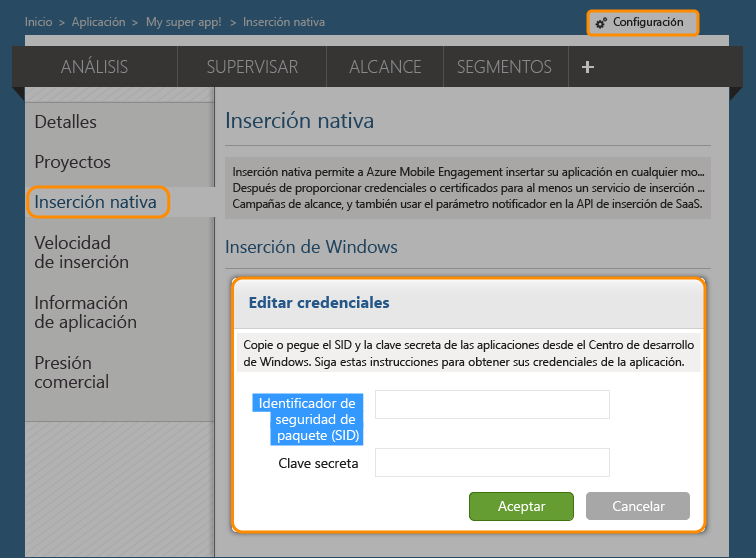 Inicio > Aplicación > My super app! > Inserción nativa
Configuración
ANÁLISIS SUPERVISAR ALCANCE SEGMENTOS +
Detalles
Proyectos
Inserción nativa
Velocidad
de inserción
Información
de aplicación
Presión
comercial
Inserción nativa
Inserción nativa permite a Azure Mobile Engagement insertar su aplicación en cualquier mo...
Después de proporcionar credenciales o certificados para al menos un servicio de inserción ...
Campañas de alcance, y también usar el parámetro notificador en la API de inserción de SaaS.
Inserción de Windows
Editar credenciales
Copie o pegue el SID y la clave secreta de las aplicaciones desde el Centro de desarrollo
de Windows. Siga estas instrucciones para obtener sus credenciales de la aplicación.
Identificador de
seguridad de
paquete (SID)
Clave secreta
Aceptar Cancelar